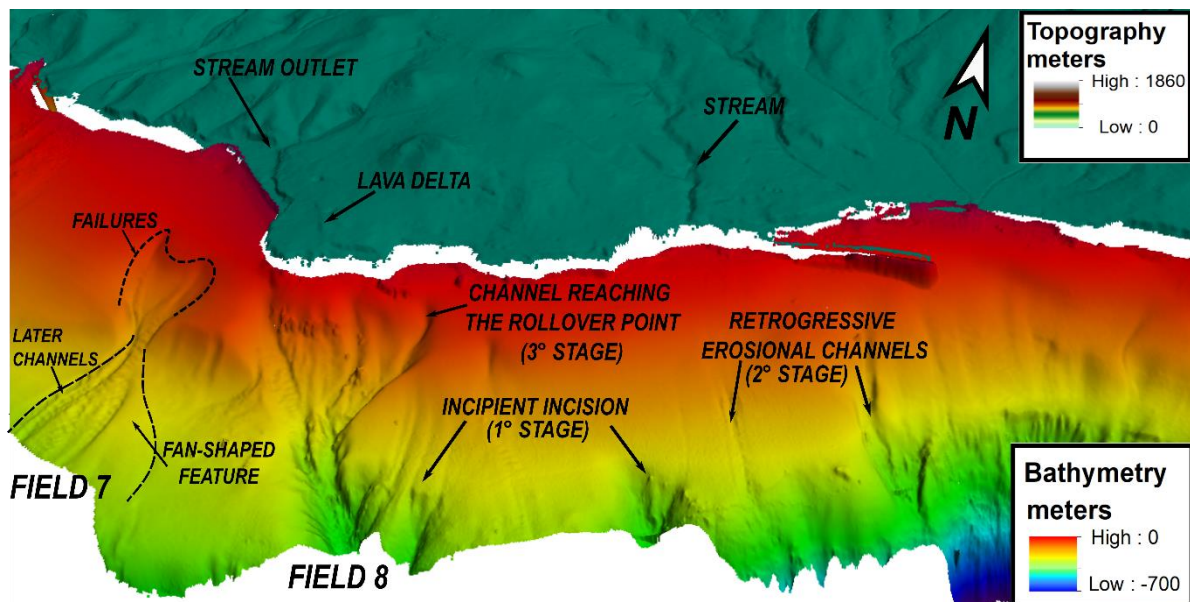 STREAM OUTLET
STREAM
LAVA DELTA
FAILURES
CHANNEL REACHING
THE ROLLOVER POINT
(3° STAGE)
RETROGRESSIVE
EROSIONAL CHANNELS
(2° STAGE)
LATER
CHANNELS
INCIPIENT INCISION
(1° STAGE)
FAN-SHAPED
FEATURE
FIELD 7
FIELD 8
N
Topography
meters
High : 1860
Low : 0
Bathymetry
meters
High : 0
Low : -700